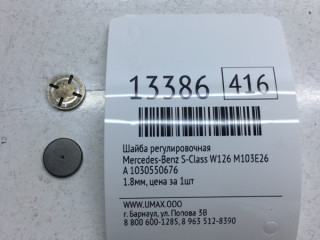 13386 416
Шайба регулировочная
Mercedes-Benz S-Class W126 M103E26
A 1030550676
1.8мм, цена за 1шт
WWW.UMAX.OOO
г. Барнаул, ул. Попова 3В
8 800 600-1285, 8 963 512-8390